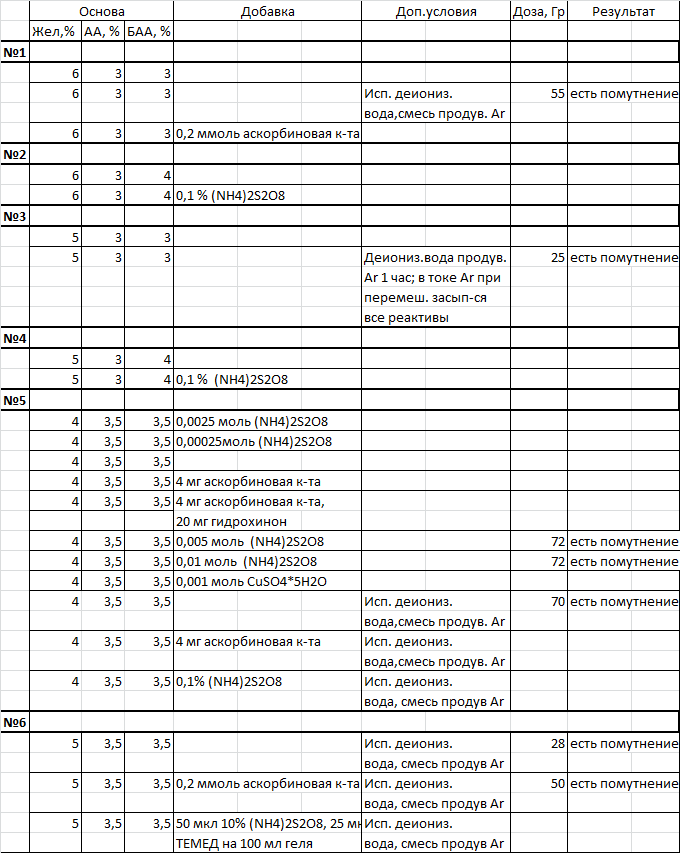 Основа Добавка Доп.условия Доза, Гр Результат
Жел,% АА, % БАА, %
№1
6 3 3
6 3 3 Исп. деиониз. 55 есть помутнение
вода,смесь продув. Ar
6 3 3 0,2 ммоль аскорбиновая к-та
№2
6 3 4
6 3 4 0,1 % (NH4)2S2O8
№3
5 3 3
5 3 3 Деиониз.вода продув. 25 есть помутнение
Ar 1 час; в токе Ar при
перемеш. засып-ся
все реактивы
№4
5 3 4
5 3 4 0,1 % (NH4)2S2O8
№5
4 3,5 3,5 0,0025 моль (NH4)2S2O8
4 3,5 3,5 0,00025моль (NH4)2S2O8
4 3,5 3,5
4 3,5 3,5 4 мг аскорбиновая к-та
4 3,5 3,5 4 мг аскорбиновая к-та,
20 мг гидрохинон
4 3,5 3,5 0,005 моль (NH4)2S2O8 72 есть помутнение
4 3,5 3,5 0,01 моль (NH4)2S2O8 72 есть помутнение
4 3,5 3,5 0,001 моль CuSO4*5H2O
4 3,5 3,5 Исп. деиониз. 70 есть помутнение
вода,смесь продув. Ar
4 3,5 3,5 4 мг аскорбиновая к-та Исп. деиониз.
вода,смесь продув. Ar
4 3,5 3,5 0,1% (NH4)2S2O8 Исп. деиониз.
вода, смесь продув Ar
№6
5 3,5 3,5 Исп. деиониз. 28 есть помутнение
вода, смесь продув Ar
5 3,5 3,5 0,2 ммоль аскорбиновая к-та Исп. деиониз. 50 есть помутнение
вода, смесь продув Ar
5 3,5 3,5 50 мкл 10% (NH4)2S2O8, 25 Исп. деиониз.
ТЕМЕД на 100 мл геля вода, смесь продув Ar